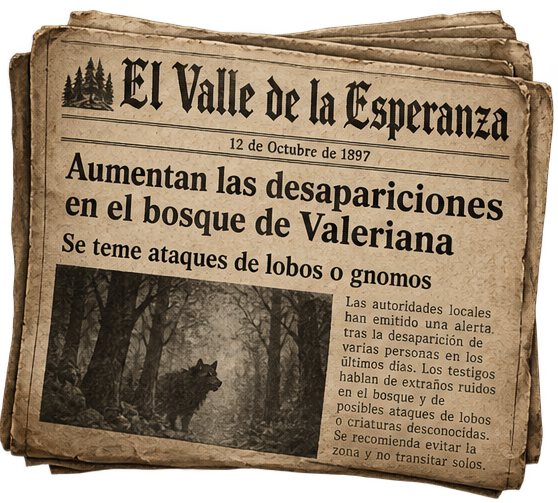 El Valle de la Esperanza
12 de Octubre de 1897
Aumentan las desapariciones
en el bosque de Valeriana
Se teme ataques de lobos o gnomos
Las autoridades locales
han emitido una alerta
tras la desaparición de
varias personas en los
últimos días. Los testigos
hablan de extraños ruidos
en el bosque y de
posibles ataques de lobos
o criaturas desconocídas.
Se recomienda evitar la
zona y no transitar solos.